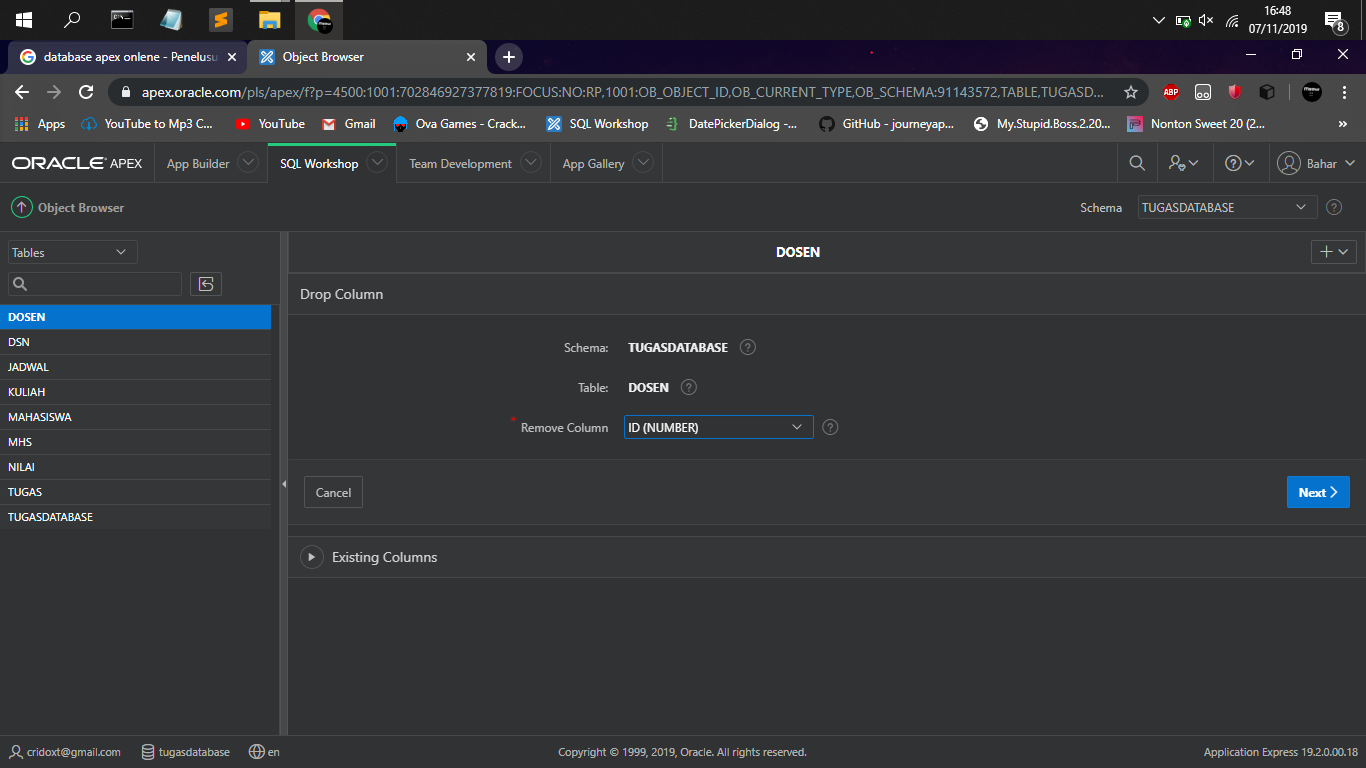 16:48
07/11/2019
8
database apex onlene - Penelusu
Object Browser
apex.oracle.com/pls/apex/f?p=4500:1001:702846927377819:FOCUS:NO:RP,1001:OB_OBJECT_ID,OB_CURRENT_TYPE,OB_SCHEMA:91143572,TABLE,TUGASD...
ABP
Apps
YouTube to Mp3 C...
YouTube
Gmail
Ova Games - Crack...
SQL Workshop
DatePickerDialog -...
GitHub - journeyap...
My.Stupid.Boss.2.20...
Nonton Sweet 20 (2...
»
ORACLE APEX
App Builder
SQL Workshop
Team Development
App Gallery
Bahar
Object Browser
Schema
TUGASDATABASE
Tables
DOSEN
DSN
JADWAL
KULIAH
MAHASISWA
MHS
NILAI
TUGAS
TUGASDATABASE
DOSEN
Drop Column
Schema: TUGASDATABASE
Table: DOSEN
* Remove Column ID (NUMBER)
Cancel
Next
Existing Columns
cridoxt@gmail.com
tugasdatabase
en
Copyright © 1999, 2019, Oracle. All rights reserved.
Application Express 19.2.0.00.18